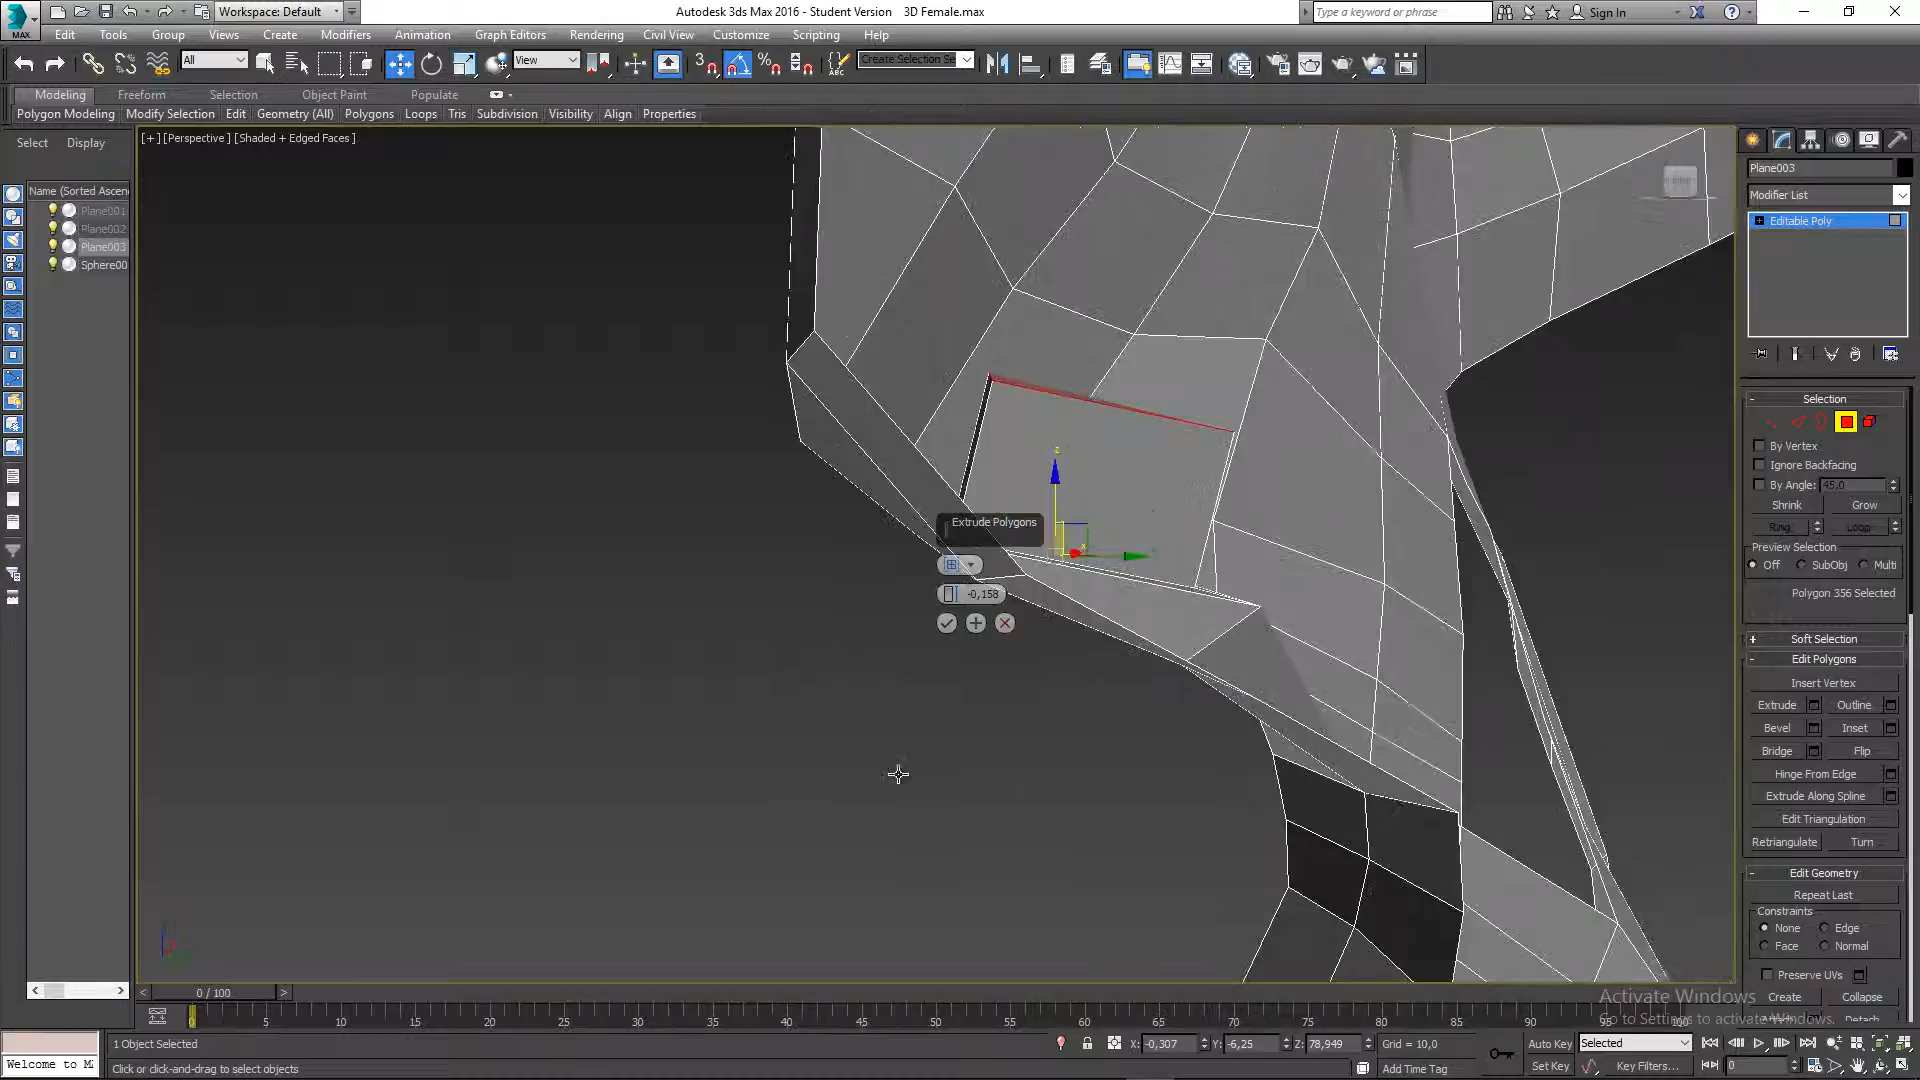 MAX
Workspace: Default
Autodesk 3ds Max 2016 - Student Version    3D Female.max
Type a keyword or phrase
Sign In
Edit
Tools
Group
Views
Create
Modifiers
Animation
Graph Editors
Rendering
Civil View
Customize
Scripting
Help
All
View
Create Selection Se
Modeling
Freeform
Selection
Object Paint
Populate
Polygon Modeling
Modify Selection
Edit
Geometry (All)
Polygons
Loops
Tris
Subdivision
Visibility
Align
Properties
Select
Display
[+] [Perspective] [Shaded + Edged Faces]
Name (Sorted Ascen
Plane001
Plane002
Plane003
Sphere00
Extrude Polygons
-0,158
Plane003
Modifier List
Editable Poly
Selection
By Vertex
Ignore Backfacing
By Angle: 45,0
Shrink
Grow
Ring
Loop
Preview Selection
Off
SubObj
Multi
Polygon 356 Selected
Soft Selection
Edit Polygons
Insert Vertex
Extrude
Outline
Bevel
Inset
Bridge
Flip
Hinge From Edge
Extrude Along Spline
Edit Triangulation
Retriangulate
Turn
Edit Geometry
Repeat Last
Constraints
None
Edge
Face
Normal
Preserve UVs
Create
Collapse
Detach
Activate Windows
Go to Settings to activate Windows.
0 / 100
0 5 10 15 20 25 30 35 40 45 50 55 60 65 70 75 80 85 90 95 100
1 Object Selected
X: -0,307
Y: -6,25
Z: 78,949
Grid = 10,0
Auto Key
Selected
Welcome to M
Click or click-and-drag to select objects
Add Time Tag
Set Key
Key Filters...
0